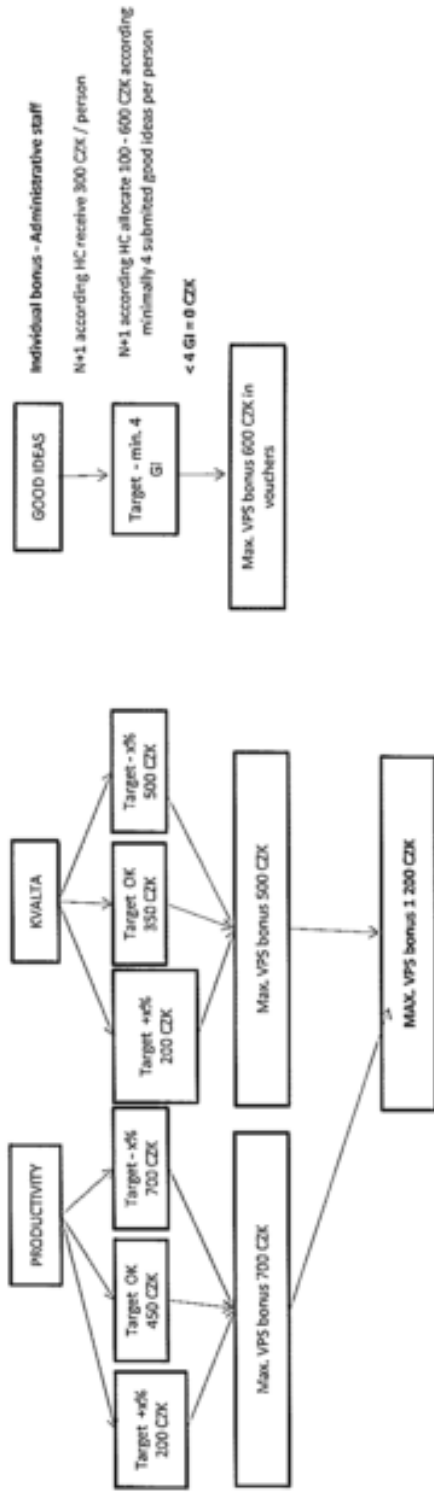 PRODUCTIVITY
Target +x%
200 CZK
Target OK
450 CZK
Target - x%
700 CZK
Max. VPS bonus 700 CZK
KVALTA
Target +x%
200 CZK
Target OK
350 CZK
Target - x%
500 CZK
Max. VPS bonus 500 CZK
MAX. VPS bonus 1 200 CZK
GOOD IDEAS
Target - min. 4
GI
Max. VPS bonus 600 CZK in
vouchers
Individual bonus - Administrative staff
N+1 according HC receive 300 CZK / person
N+1 according HC allocate 100 - 600 CZK according
minimally 4 submited good ideas per person
< 4 GI = 0 CZK